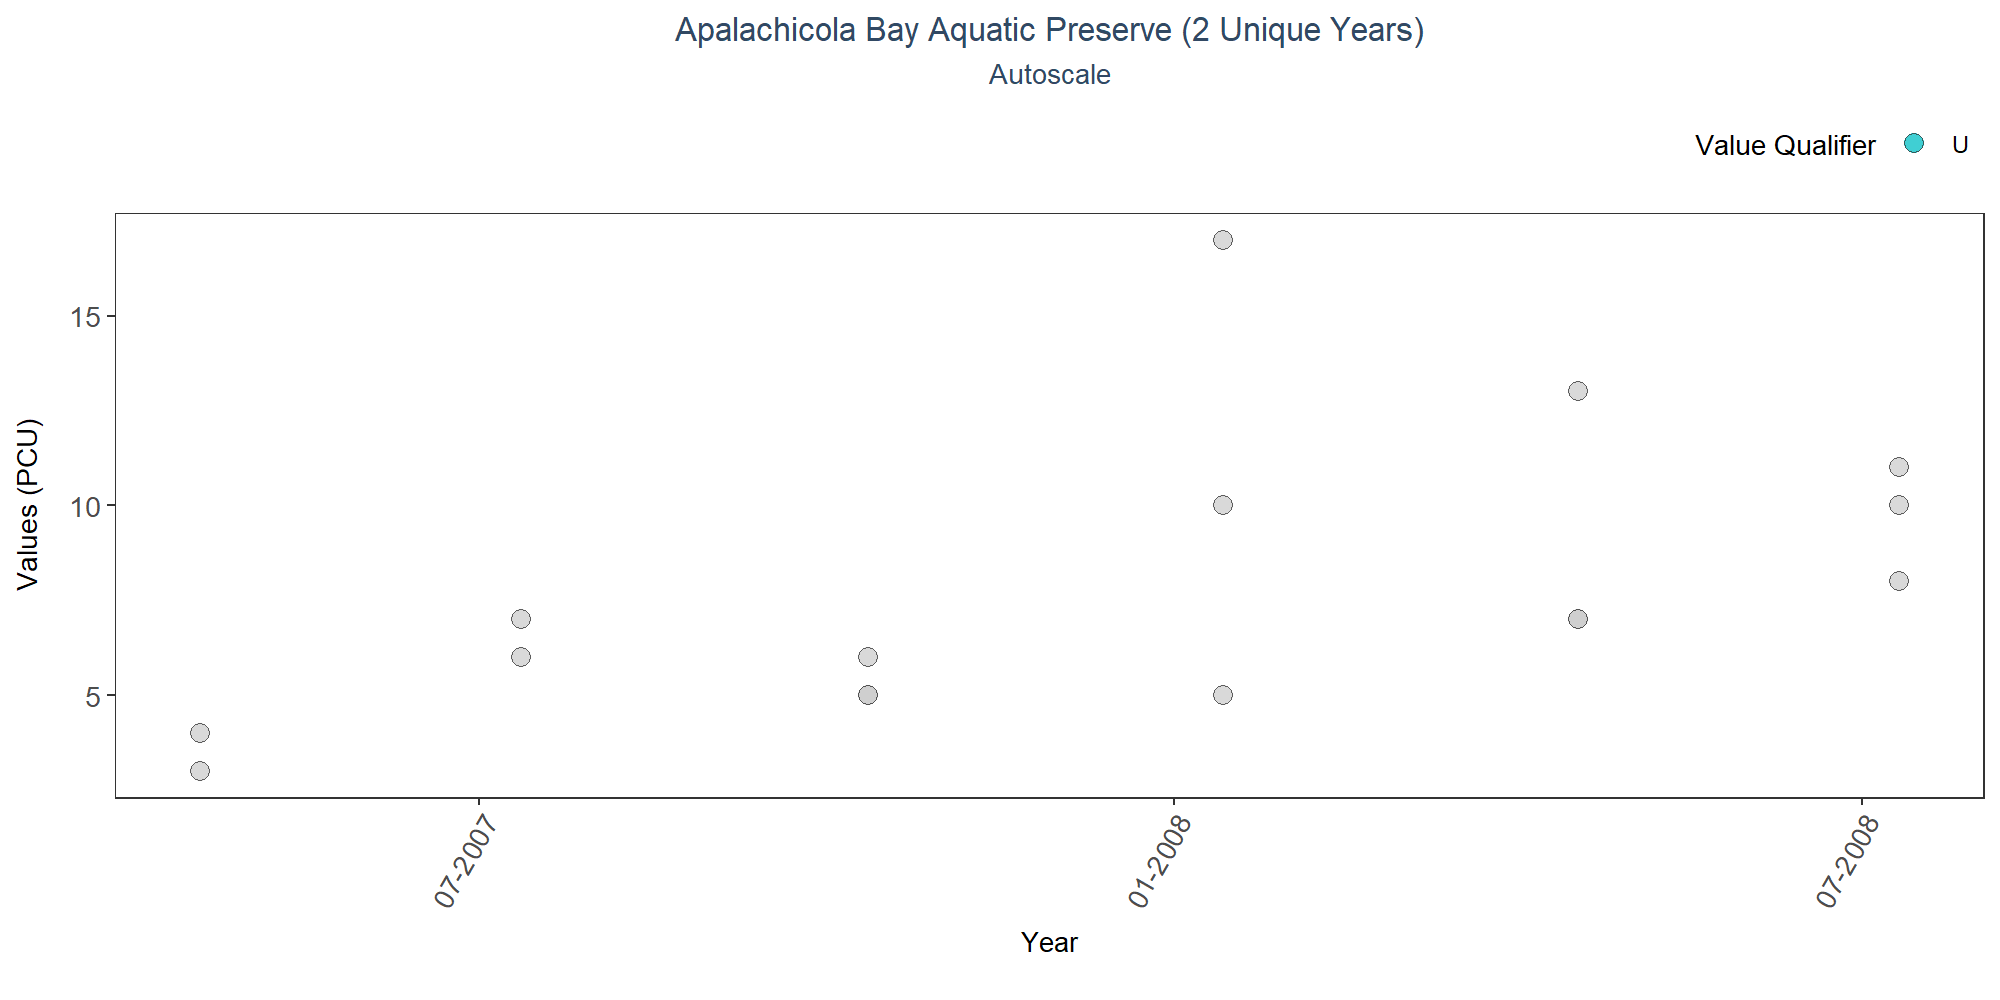 Apalachicola Bay Aquatic Preserve (2 Unique Years)
Autoscale
Value Qualifier U
15
10
5
Values (PCU)
07-2007
01-2008
07-2008
Year